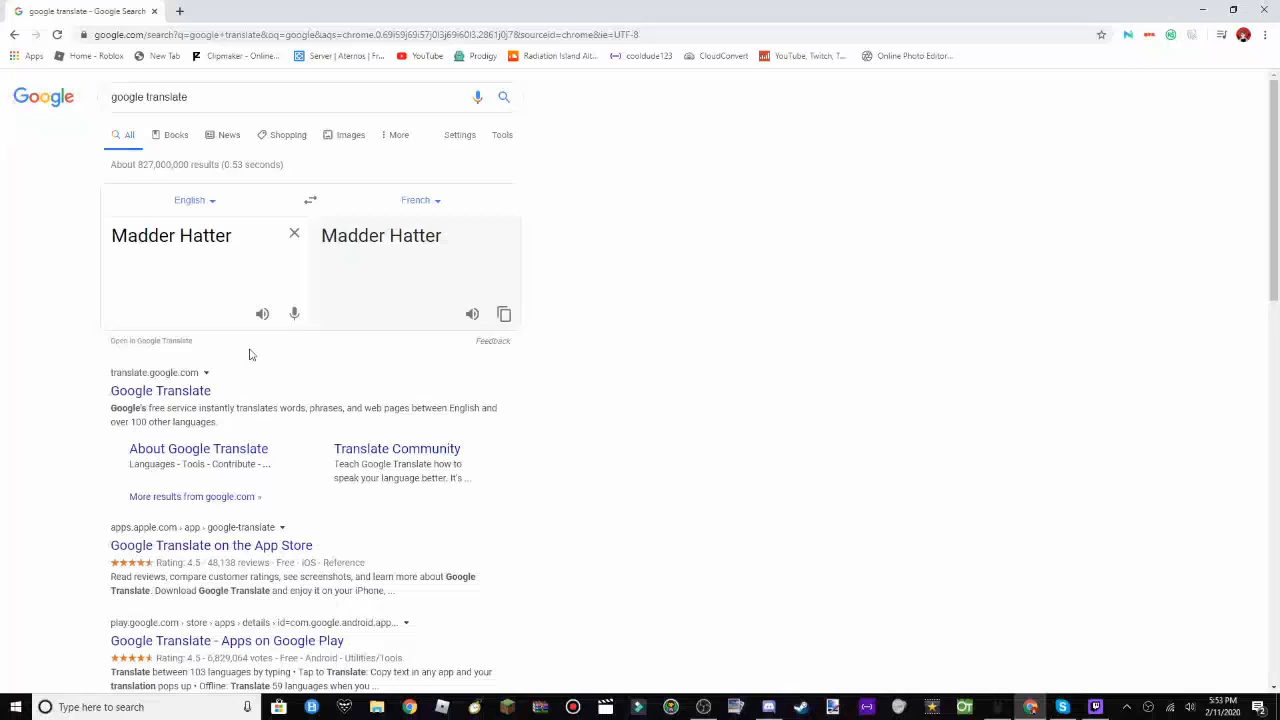 google translate - Google Search
google.com/search?q=google+translate&oq=google&aqs=chrome.0.69i59j69i57j0l3j69i60l3.2861j0j7&sourceid=chrome&ie=UTF-8
Apps Home - Roblox New Tab Clipmaker - Online... Server | Aternos | Fr... YouTube Prodigy Radiation Island Alt... cooldude123 CloudConvert YouTube, Twitch, T... Online Photo Editor...
Google google translate
All Books News Shopping Images More Settings Tools
About 827,000,000 results (0.53 seconds)
English French
Madder Hatter Madder Hatter
Open in Google Translate Feedback
translate.google.com
Google Translate
Google's free service instantly translates words, phrases, and web pages between English and
over 100 other languages.
About Google Translate Translate Community
Languages - Tools - Contribute - ... Teach Google Translate how to
speak your language better. It's ...
More results from google.com »
apps.apple.com › app › google-translate
Google Translate on the App Store
Rating: 4.5 - 48,138 reviews - Free - iOS - Reference
Read reviews, compare customer ratings, see screenshots, and learn more about Google
Translate. Download Google Translate and enjoy it on your iPhone, ...
play.google.com › store › apps › details › id=com.google.android.app...
Google Translate - Apps on Google Play
Rating: 4.5 - 6,829,064 votes - Free - Android - Utilities/Tools
Translate between 103 languages by typing • Tap to Translate: Copy text in any app and your
translation pops up • Offline: Translate 59 languages when you ...
Type here to search
5:53 PM
2/11/2020